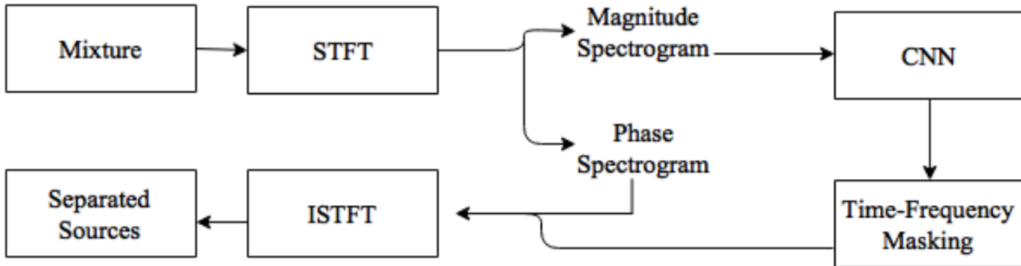 Mixture
STFT
Magnitude
Spectrogram
CNN
Phase
Spectrogram
Separated
Sources
ISTFT
Time-Frequency
Masking